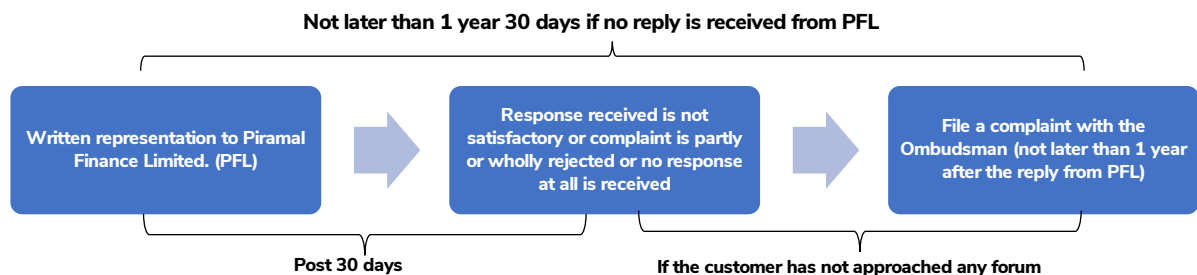 Not later than 1 year 30 days if no reply is received from PFL
Written representation to Piramal
Finance Limited. (PFL)
Response received is not
satisfactory or complaint is partly
or wholly rejected or no response
at all is received
File a complaint with the
Ombudsman (not later than 1 year
after the reply from PFL)
Post 30 days
If the customer has not approached any forum